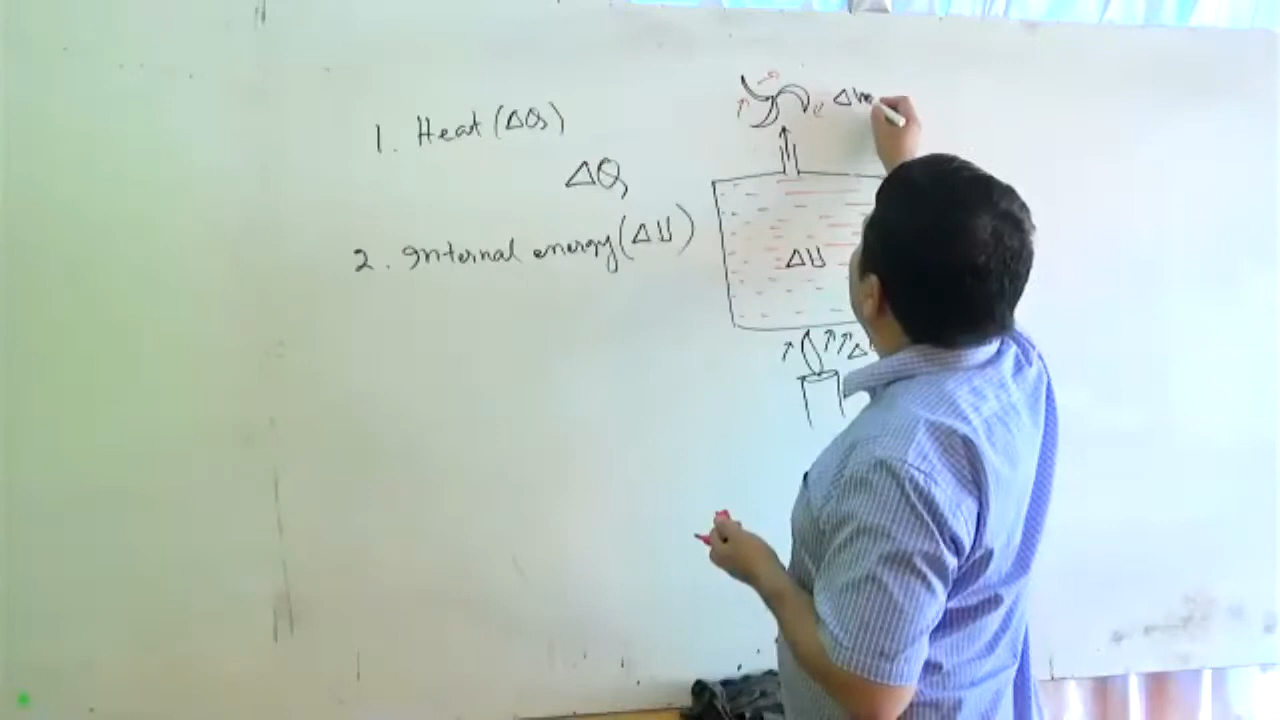 1. Heat (ΔQ)
ΔQ
2. Internal energy (ΔU)
ΔU
Δ